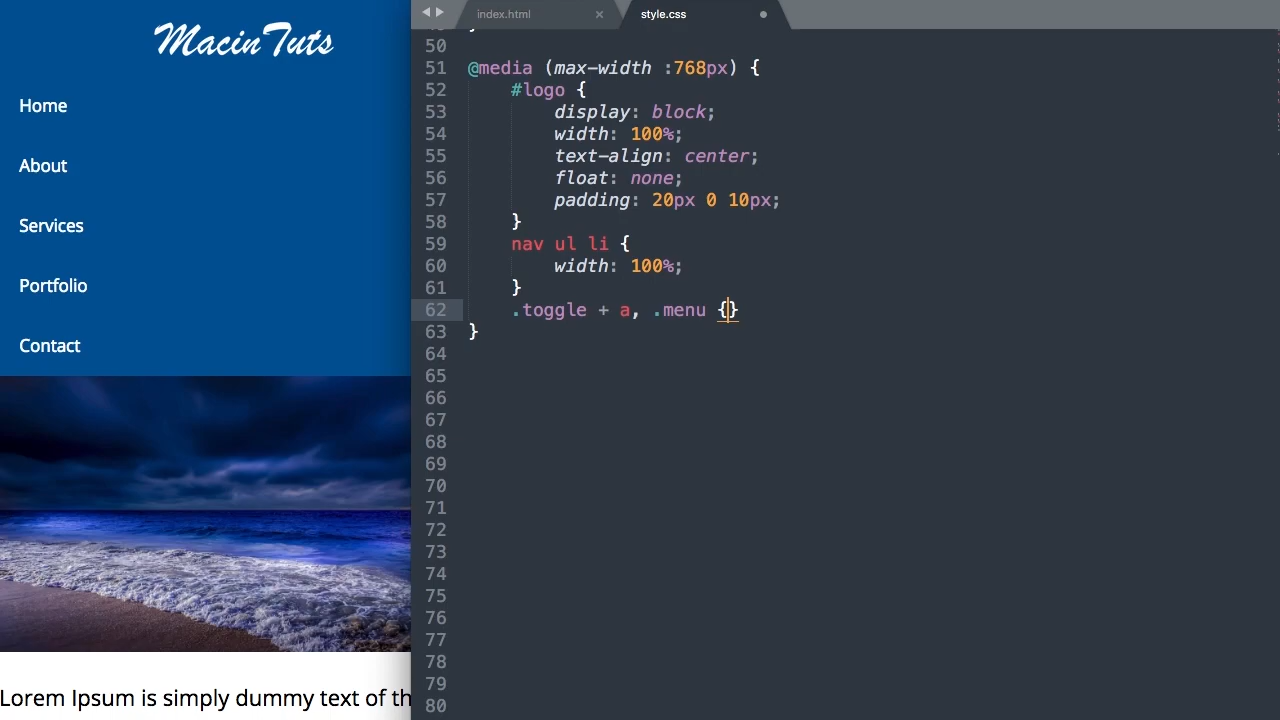 MacinTuts
Home
About
Services
Portfolio
Contact
Lorem Ipsum is simply dummy text of th
index.html
style.css
50
51 @media (max-width :768px) {
52 #logo {
53 display: block;
54 width: 100%;
55 text-align: center;
56 float: none;
57 padding: 20px 0 10px;
58 }
59 nav ul li {
60 width: 100%;
61 }
62 .toggle + a, .menu {}
63 }
64
65
66
67
68
69
70
71
72
73
74
75
76
77
78
79
80